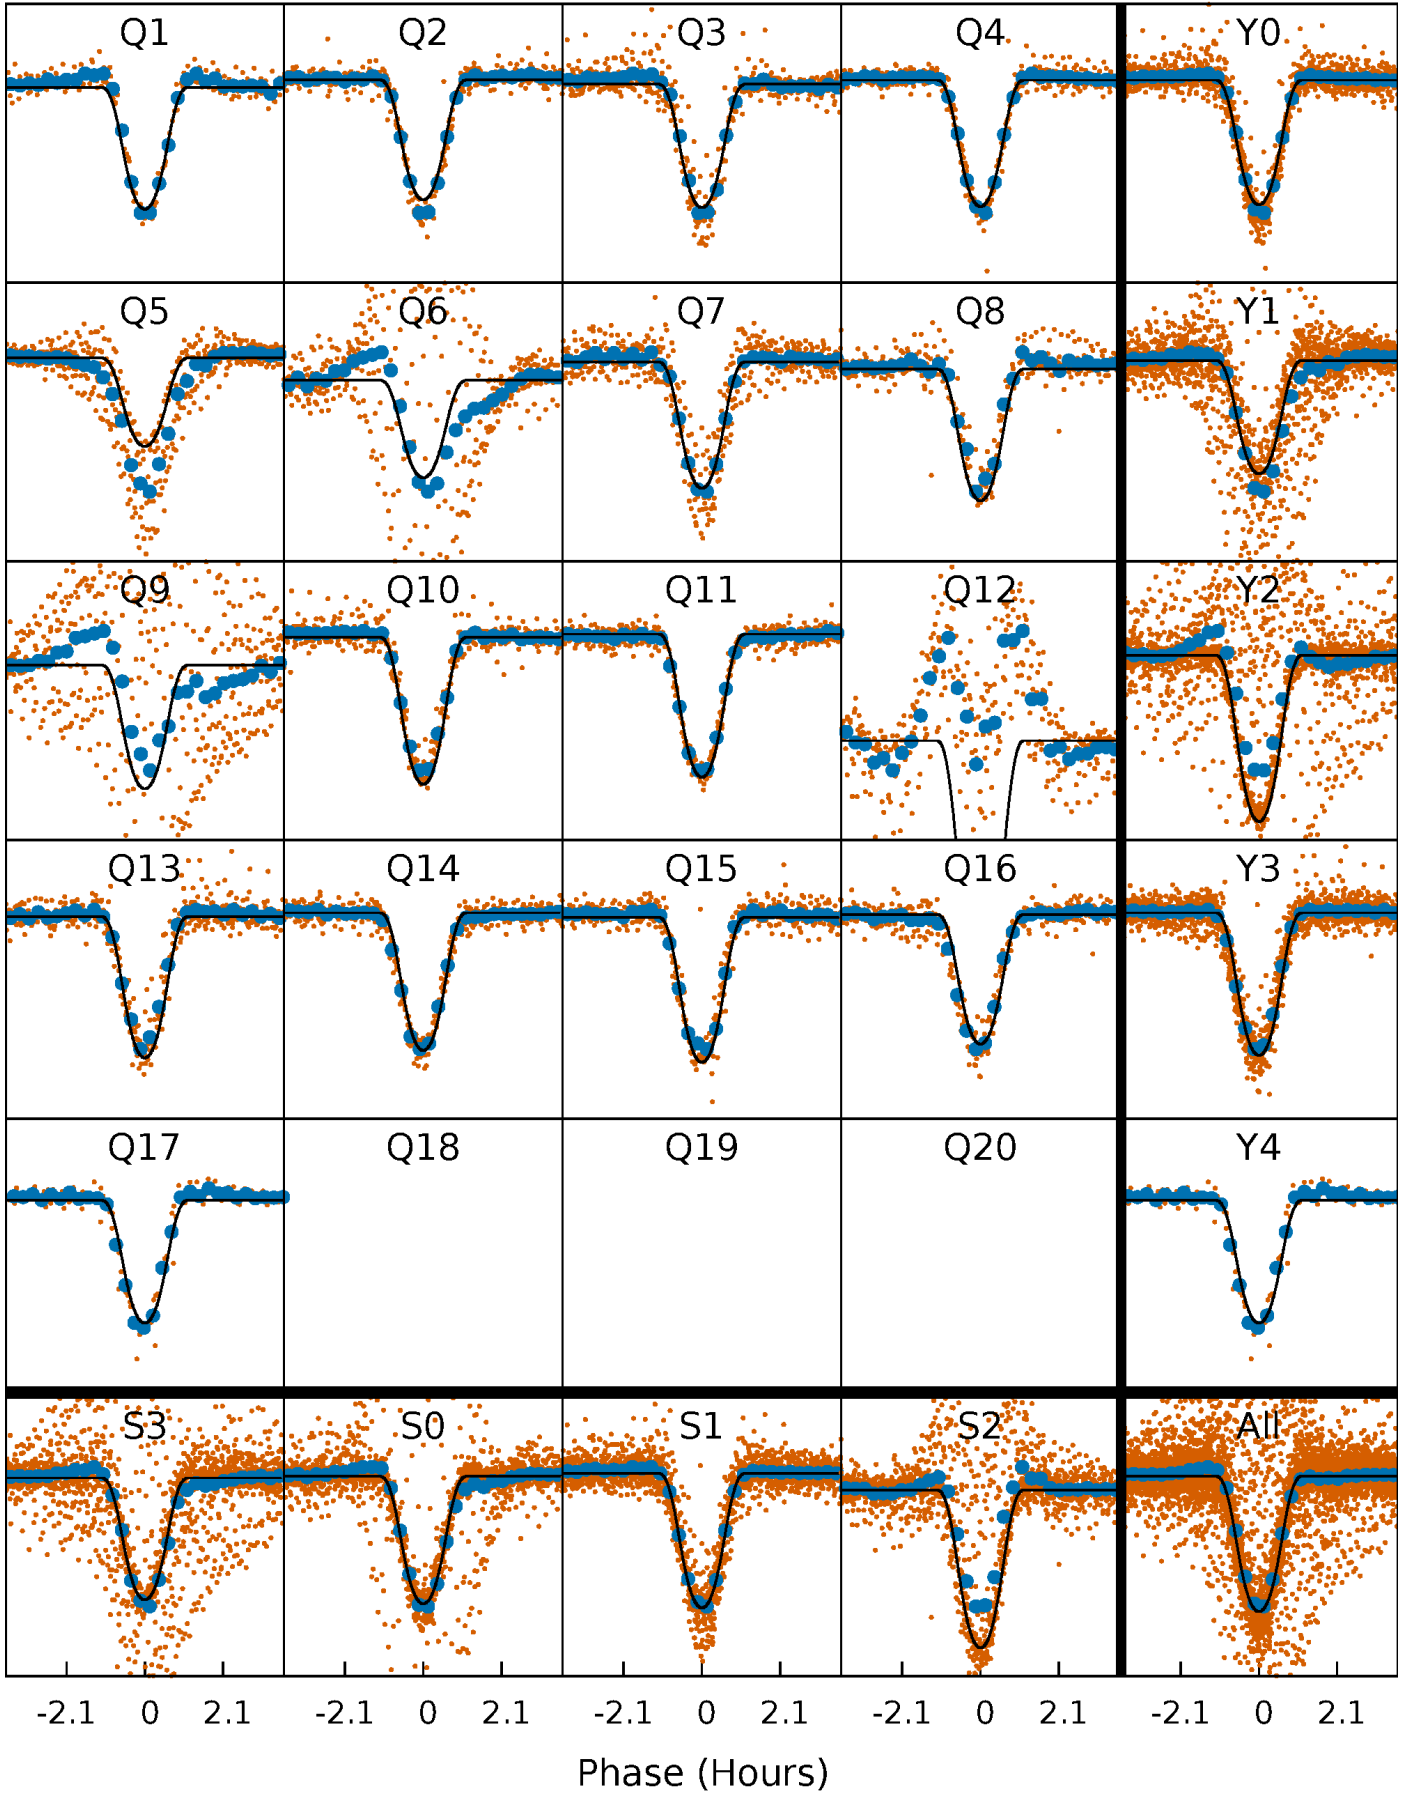 Q1 Q2 Q3 Q4 Y0
Q5 Q6 Q7 Q8 Y1
Q9 Q10 Q11 Q12 Y2
Q13 Q14 Q15 Q16 Y3
Q17 Q18 Q19 Q20 Y4
S3 S0 S1 S2 All
-2.1 0 2.1 -2.1 0 2.1 -2.1 0 2.1 -2.1 0 2.1 -2.1 0 2.1
Phase (Hours)